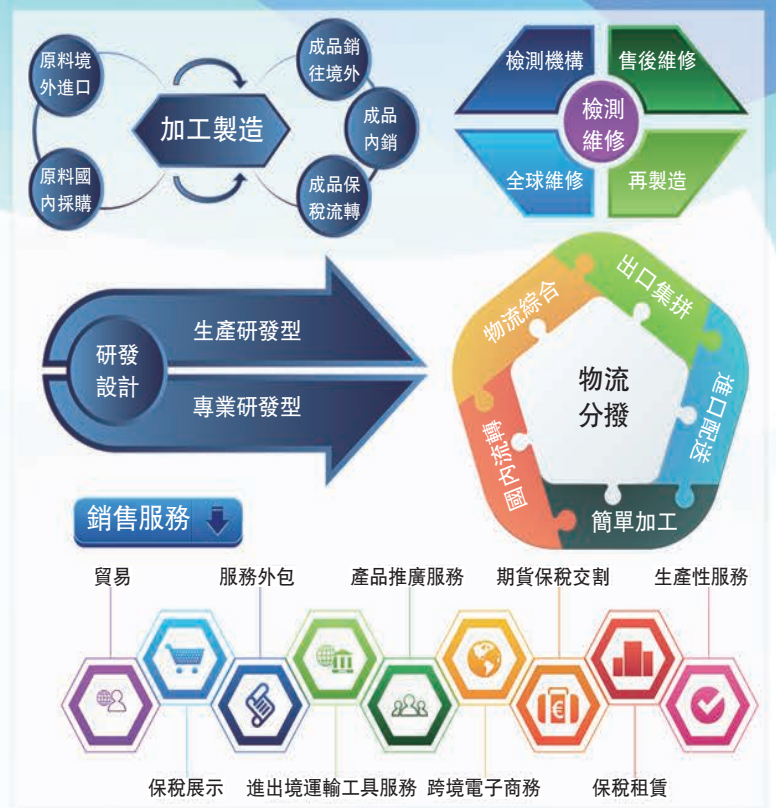 原料境
外進口
原料國
內採購
加工製造
成品銷
往境外
成品
內銷
成品保
稅流轉
檢測機構
售後維修
檢測
維修
全球維修
再製造
研發
設計
生產研發型
專業研發型
物流綜合
出口集拼
進口配送
簡單加工
國內流轉
物流
分撥
銷售服務
貿易
服務外包
產品推廣服務
期貨保稅交割
生產性服務
保稅展示
進出境運輸工具服務
跨境電子商務
保稅租賃